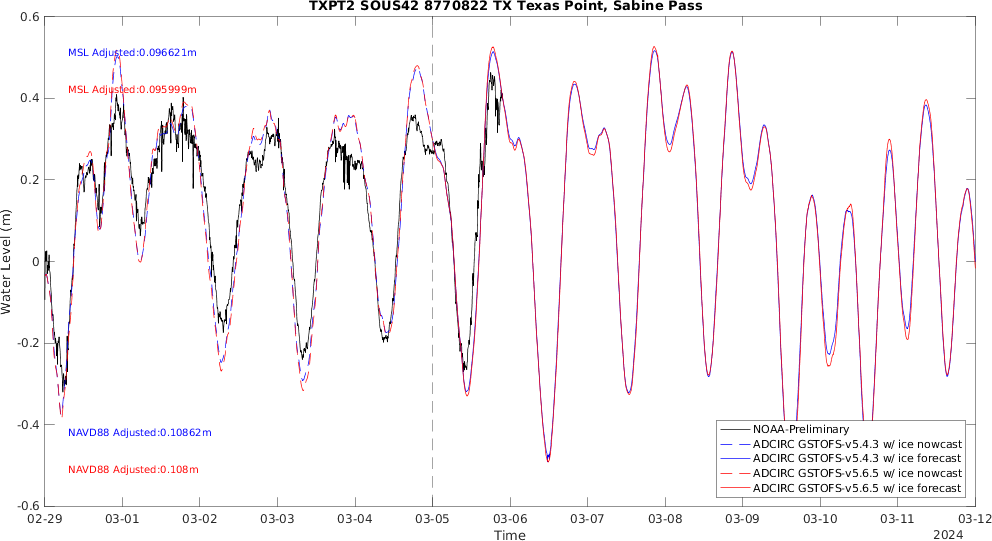 TXPT2 SOUS42 8770822 TX Texas Point, Sabine Pass
0.6
0.4
0.2
0
-0.2
-0.4
-0.6
Water Level (m)
MSL Adjusted:0.096621m
MSL Adjusted:0.095999m
NAVD88 Adjusted:0.10862m
NAVD88 Adjusted:0.108m
NOAA-Preliminary
ADCIRC GSTOFS-v5.4.3 w/ ice nowcast
ADCIRC GSTOFS-v5.4.3 w/ ice forecast
ADCIRC GSTOFS-v5.6.5 w/ ice nowcast
ADCIRC GSTOFS-v5.6.5 w/ ice forecast
02-29 03-01 03-02 03-03 03-04 03-05 03-06 03-07 03-08 03-09 03-10 03-11 03-12
Time
2024